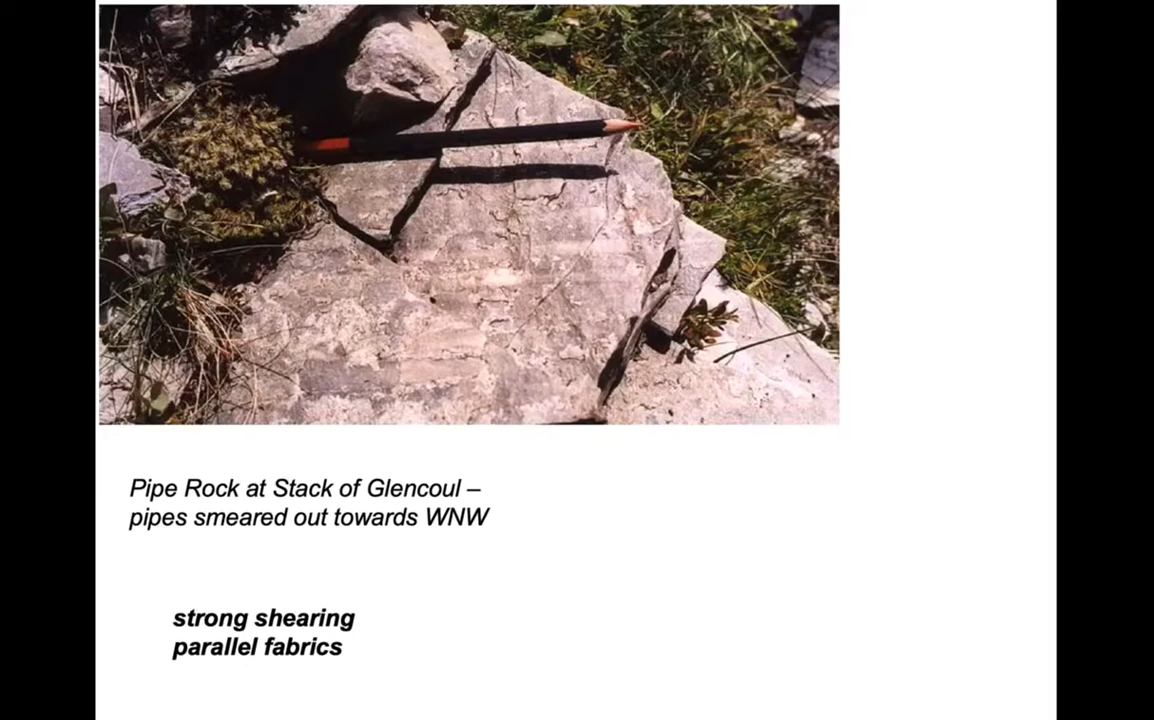 Pipe Rock at Stack of Glencoul –
pipes smeared out towards WNW
strong shearing
parallel fabrics